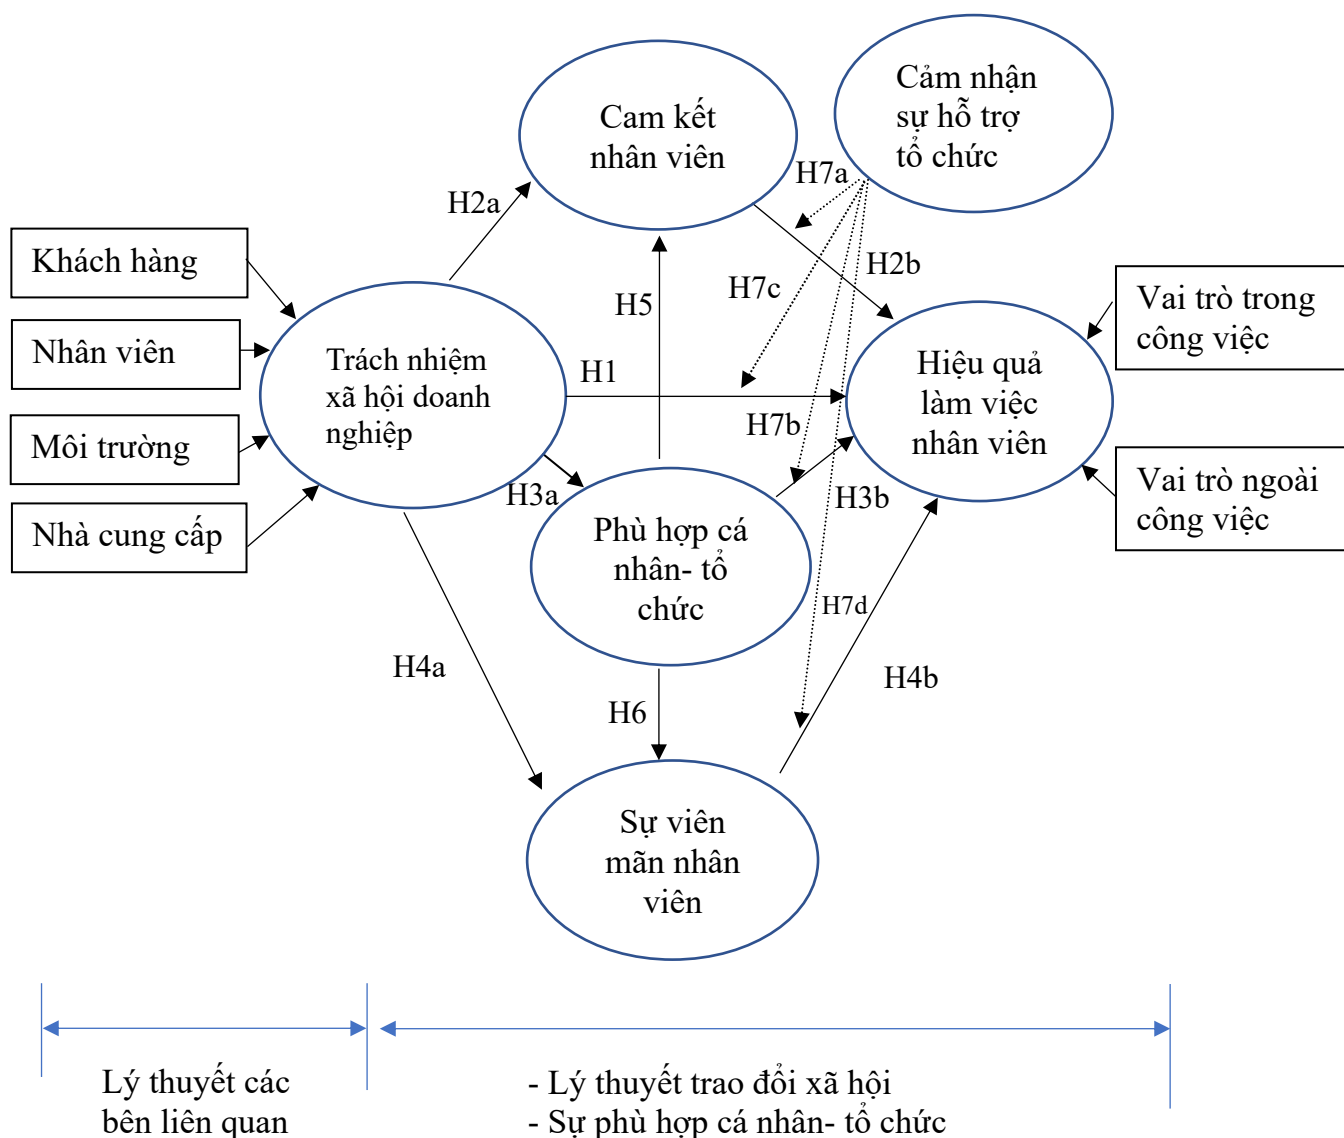 Cam kết
nhân viên
Cảm nhận
sự hỗ trợ
tổ chức
H7a
H2a
H2b
H7c
H5
Khách hàng
Nhân viên
Môi trường
Nhà cung cấp
Trách nhiệm
xã hội doanh
nghiệp
H1
Hiệu quả
làm việc
nhân viên
Vai trò trong
công việc
Vai trò ngoài
công việc
H7b
H3a
H3b
Phù hợp cá
nhân- tổ
chức
H7d
H4a
H4b
H6
Sự viên
mãn nhân
viên
Lý thuyết các
bên liên quan
- Lý thuyết trao đổi xã hội
- Sự phù hợp cá nhân- tổ chức